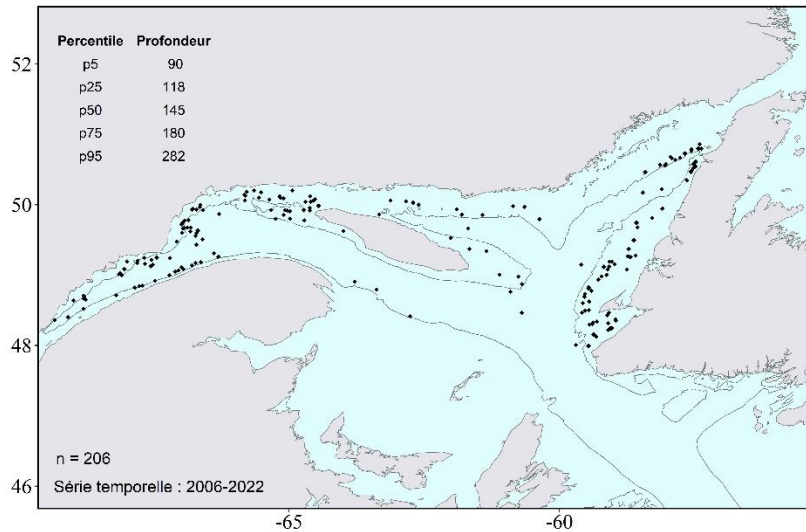 Percentile Profondeur
p5 90
p25 118
p50 145
p75 180
p95 282
52
50
48
46
n = 206
Série temporelle : 2006-2022
-65 -60